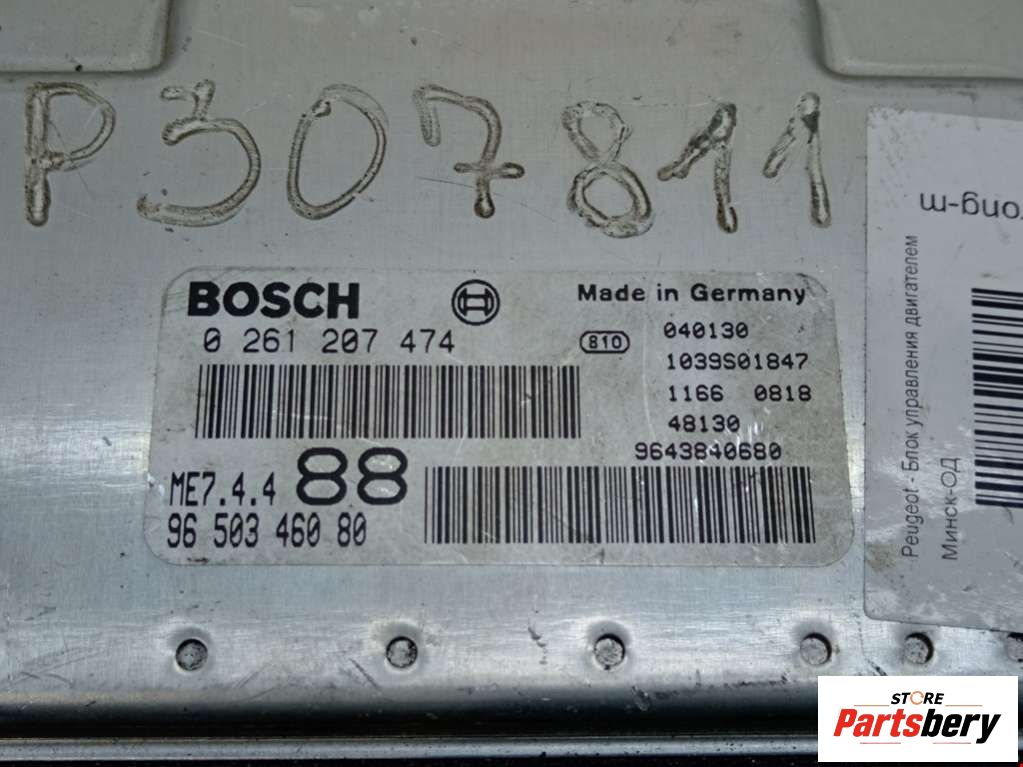 P307811
BOSCH
Made in Germany
0 261 207 474
810
040130
1039S01847
1166 0818
48130
9643840680
ME7.4.4 88
96 503 460 80
Peugeot - Блок управления двигателем
Минск-ОД
STORE
Partsbery